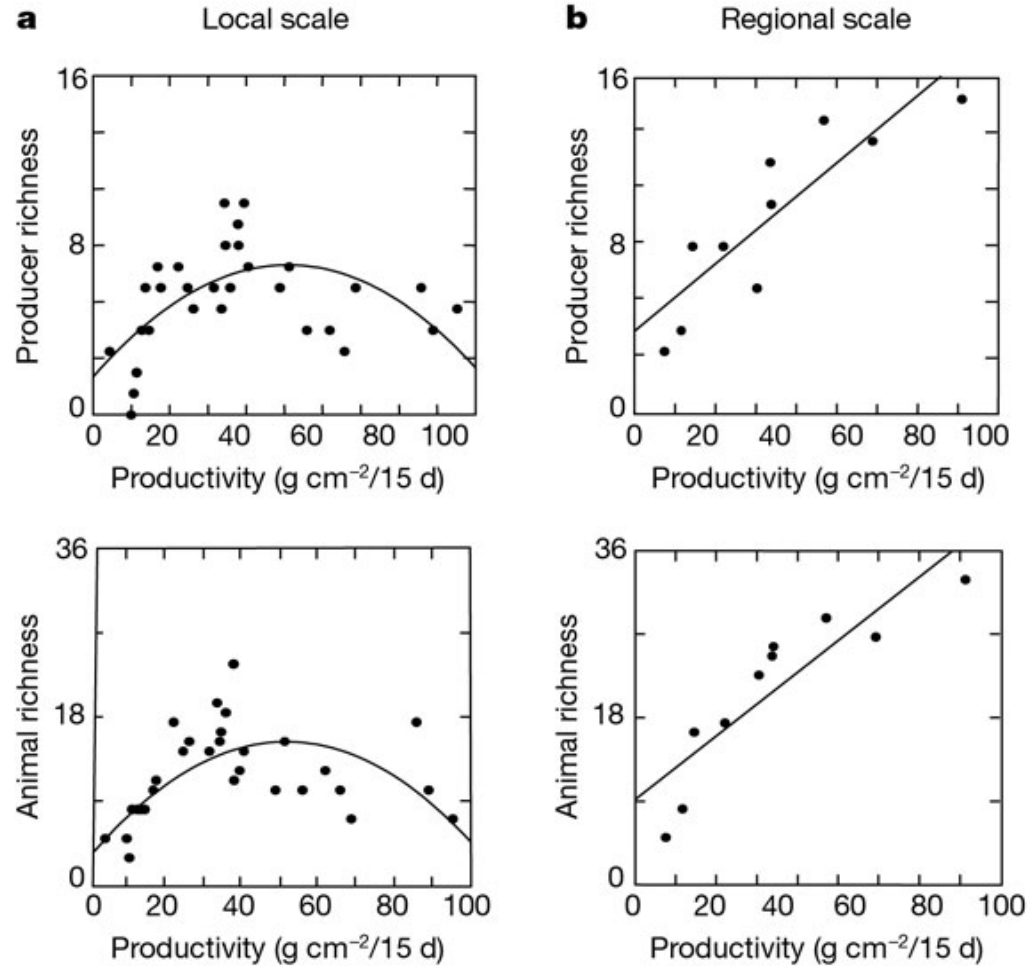 a Local scale
16
8
0
Producer richness
0 20 40 60 80 100
Productivity (g cm⁻²/15 d)
b Regional scale
16
8
0
Producer richness
0 20 40 60 80 100
Productivity (g cm⁻²/15 d)
36
18
0
Animal richness
0 20 40 60 80 100
Productivity (g cm⁻²/15 d)
36
18
0
Animal richness
0 20 40 60 80 100
Productivity (g cm⁻²/15 d)